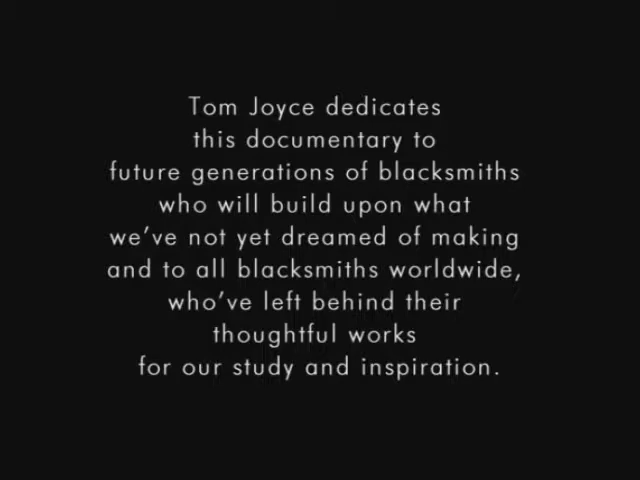 Tom Joyce dedicates
this documentary to
future generations of blacksmiths
who will build upon what
we've not yet dreamed of making
and to all blacksmiths worldwide,
who've left behind their
thoughtful works
for our study and inspiration.